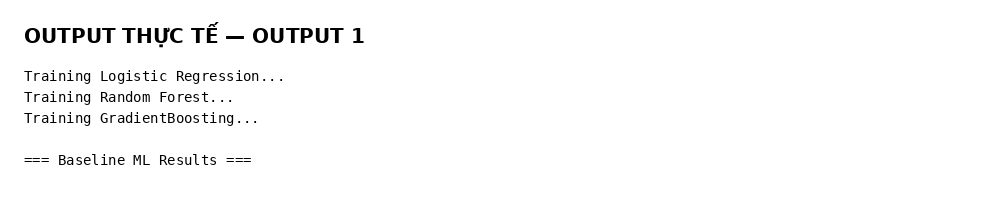 OUTPUT THỰC TẾ — OUTPUT 1
Training Logistic Regression...
Training Random Forest...
Training GradientBoosting...
=== Baseline ML Results ===